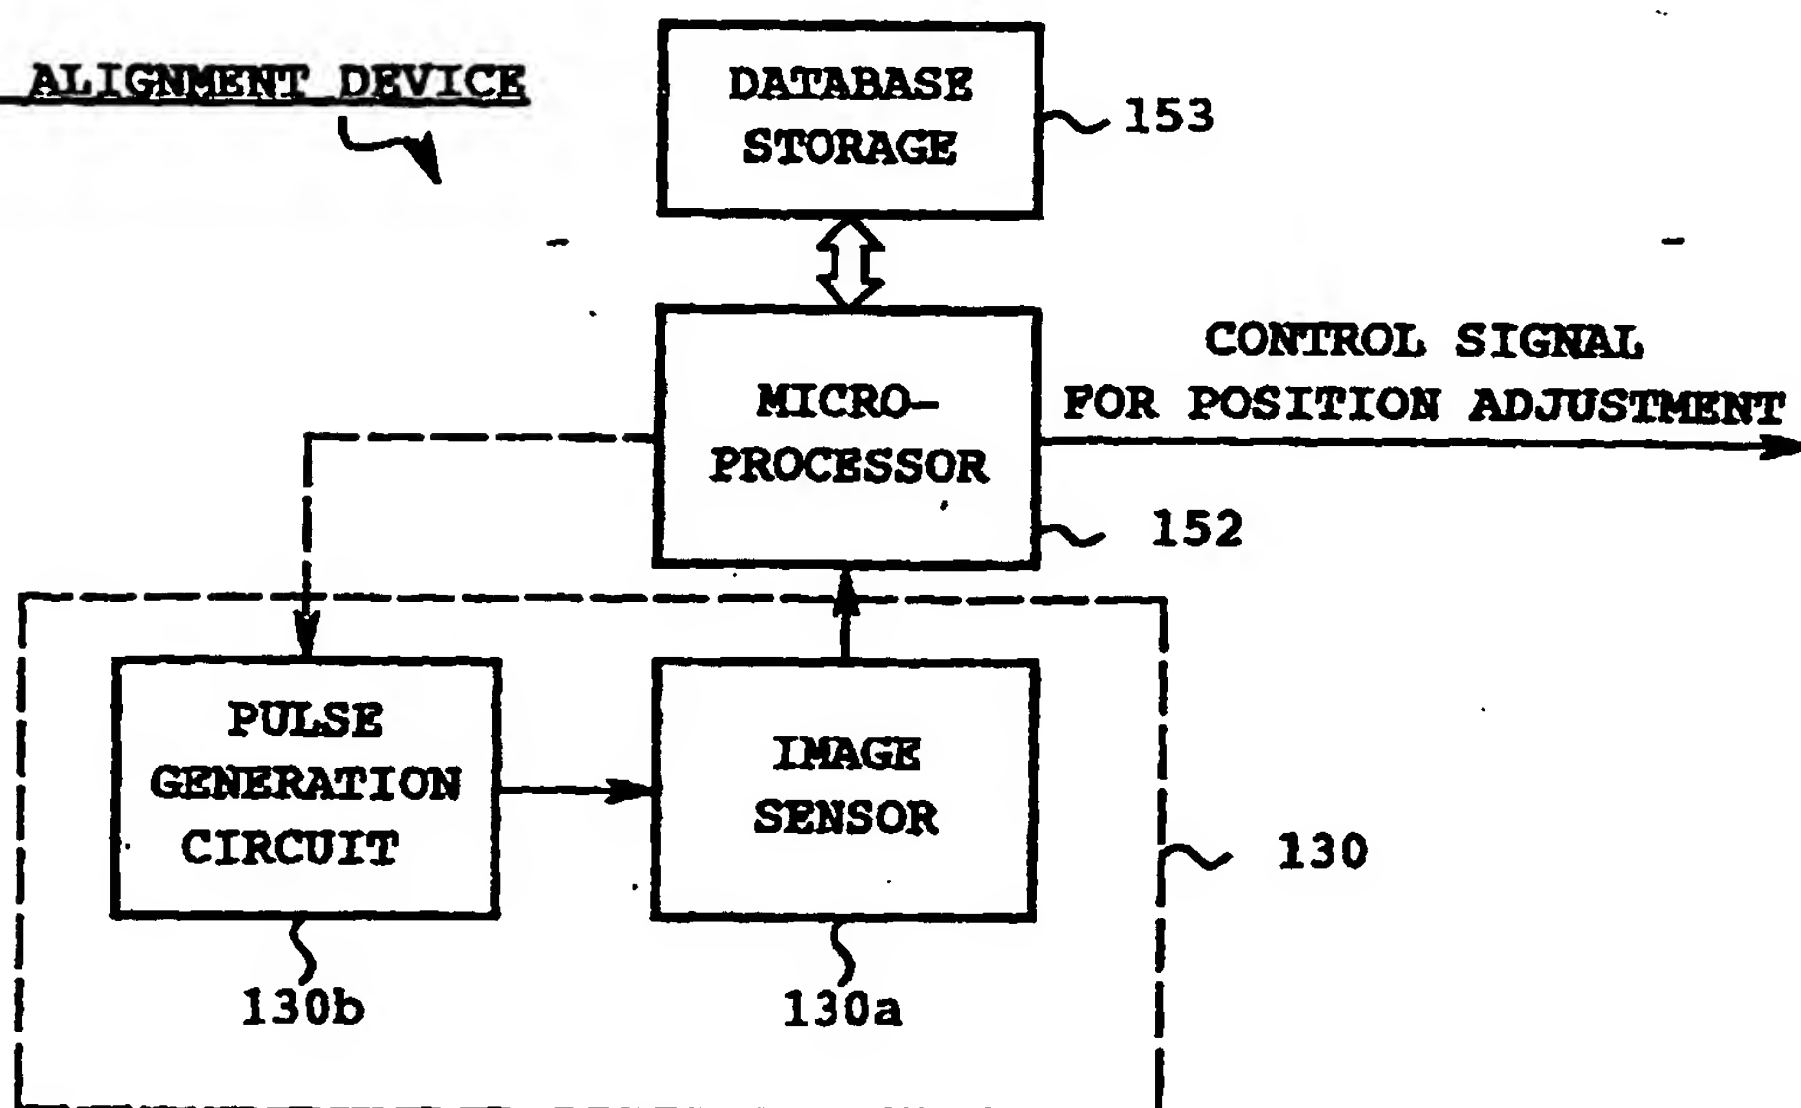 ALIGNMENT DEVICE
DATABASE
STORAGE
153
MICRO-
PROCESSOR
CONTROL SIGNAL
FOR POSITION ADJUSTMENT
152
PULSE
GENERATION
CIRCUIT
IMAGE
SENSOR
130
130b
130a